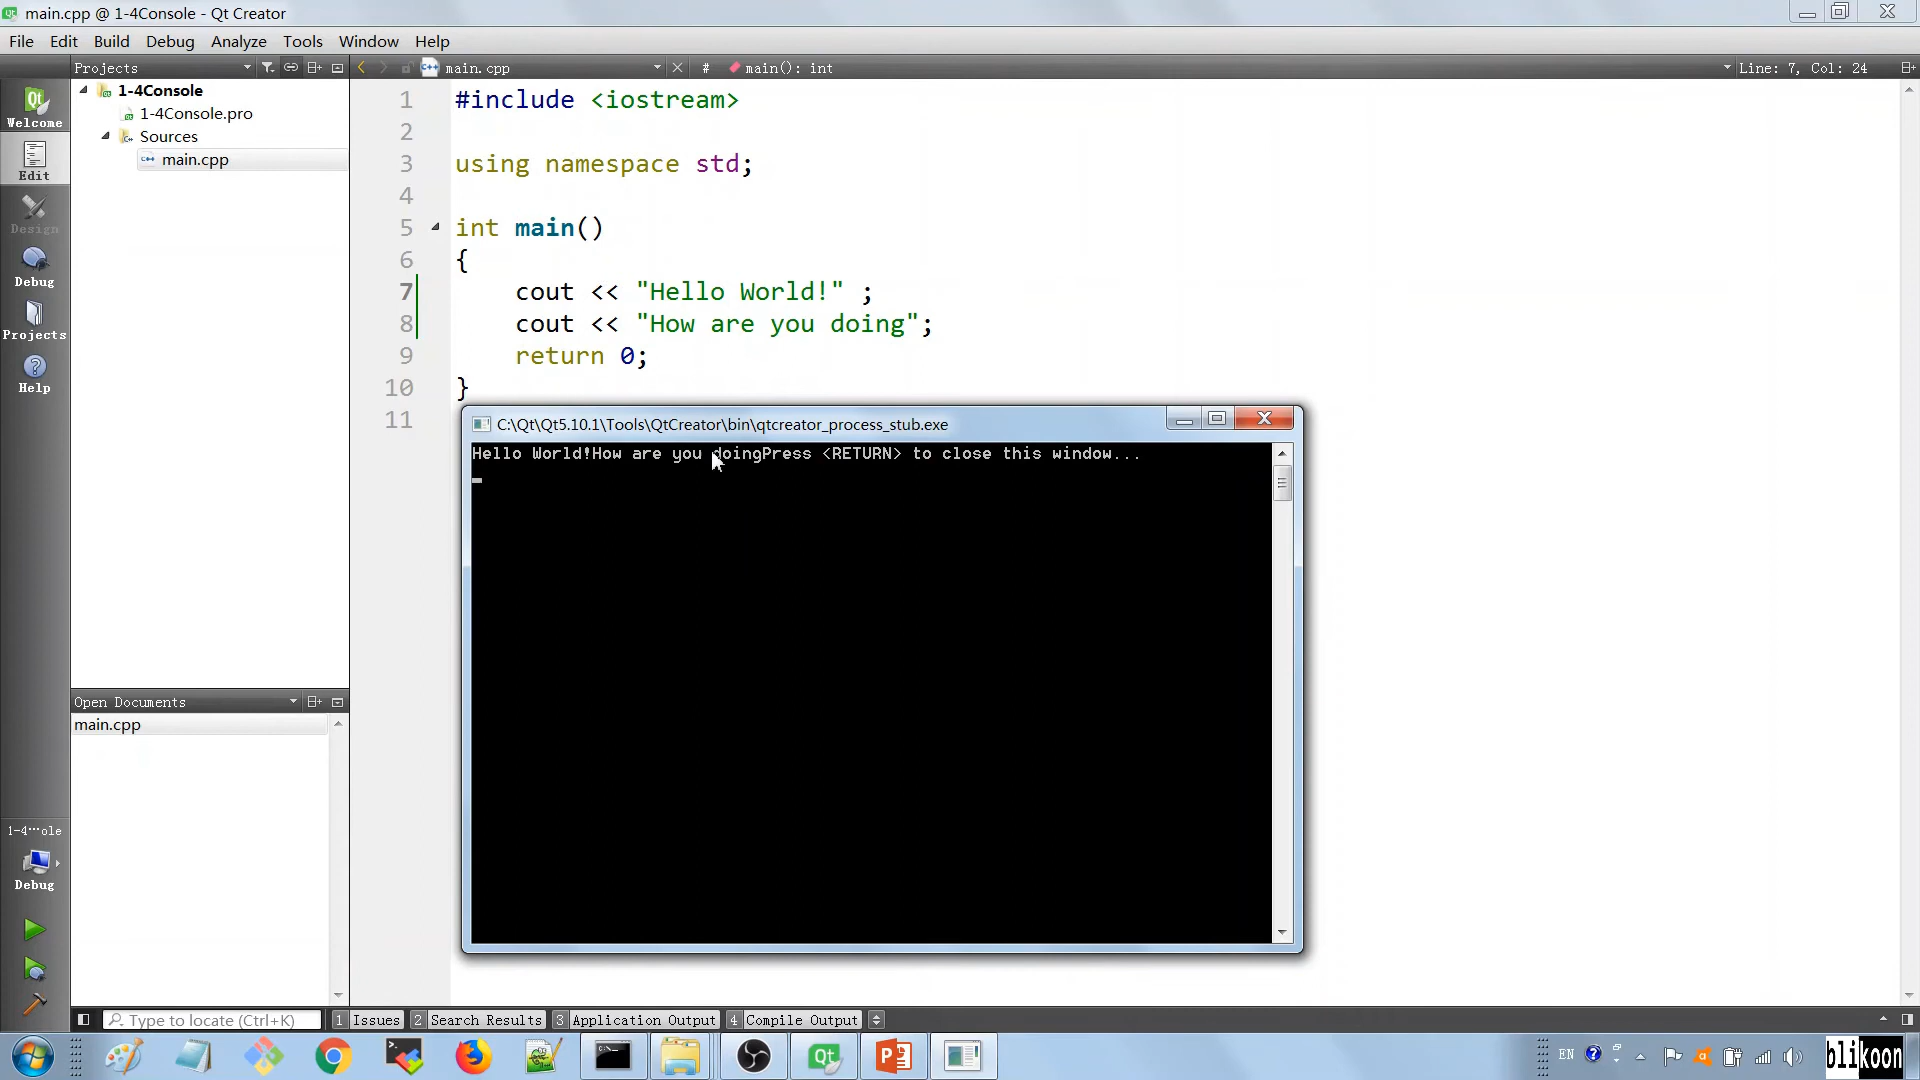 main.cpp @ 1-4Console - Qt Creator
File Edit Build Debug Analyze Tools Window Help
Projects
main.cpp
# main(): int
Line: 7, Col: 24
Welcome
Edit
Design
Debug
Projects
Help
1-4Console
1-4Console.pro
Sources
main.cpp
1 #include <iostream>
2
3 using namespace std;
4
5 int main()
6 {
7 cout << "Hello World!" ;
8 cout << "How are you doing";
9 return 0;
10 }
11
C:\Qt\Qt5.10.1\Tools\QtCreator\bin\qtcreator_process_stub.exe
Hello World!How are you doingPress <RETURN> to close this window...
Open Documents
main.cpp
1-4···ole
Debug
Type to locate (Ctrl+K)
1 Issues 2 Search Results 3 Application Output 4 Compile Output
EN
blikoon